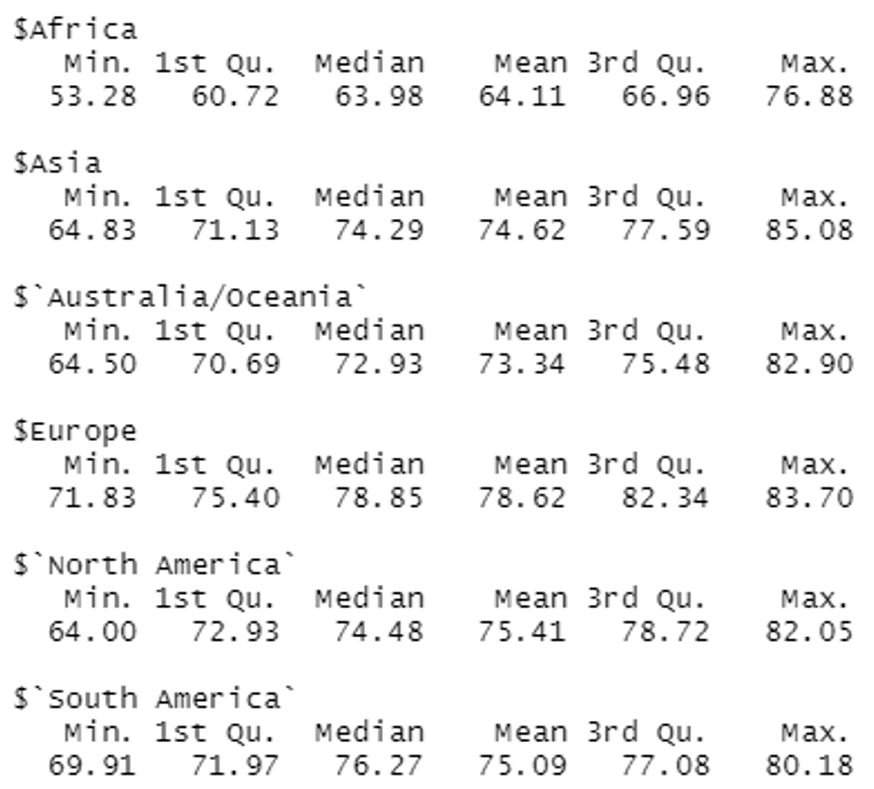 $Africa
Min. 1st Qu. Median Mean 3rd Qu. Max.
53.28 60.72 63.98 64.11 66.96 76.88
$Asia
Min. 1st Qu. Median Mean 3rd Qu. Max.
64.83 71.13 74.29 74.62 77.59 85.08
$`Australia/Oceania`
Min. 1st Qu. Median Mean 3rd Qu. Max.
64.50 70.69 72.93 73.34 75.48 82.90
$Europe
Min. 1st Qu. Median Mean 3rd Qu. Max.
71.83 75.40 78.85 78.62 82.34 83.70
$`North America`
Min. 1st Qu. Median Mean 3rd Qu. Max.
64.00 72.93 74.48 75.41 78.72 82.05
$`South America`
Min. 1st Qu. Median Mean 3rd Qu. Max.
69.91 71.97 76.27 75.09 77.08 80.18